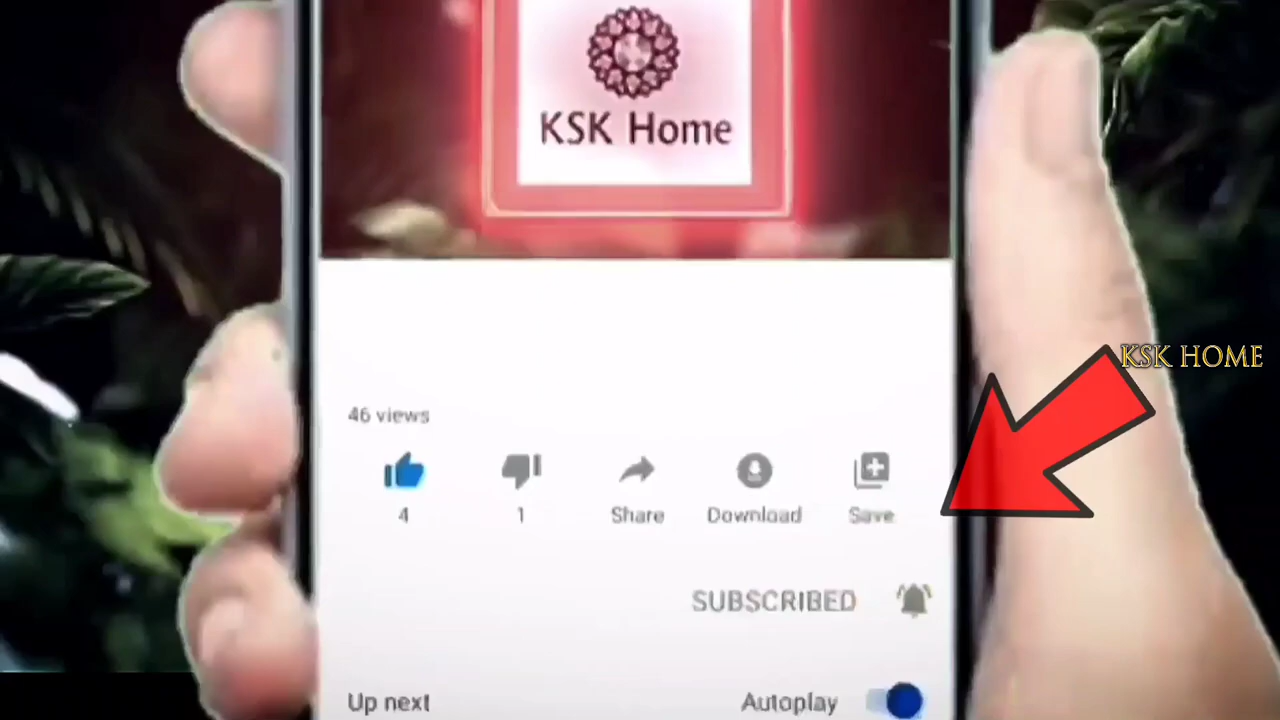 KSK Home
KSK HOME
46 views
4
1
Share
Download
Save
SUBSCRIBED
Up next
Autoplay